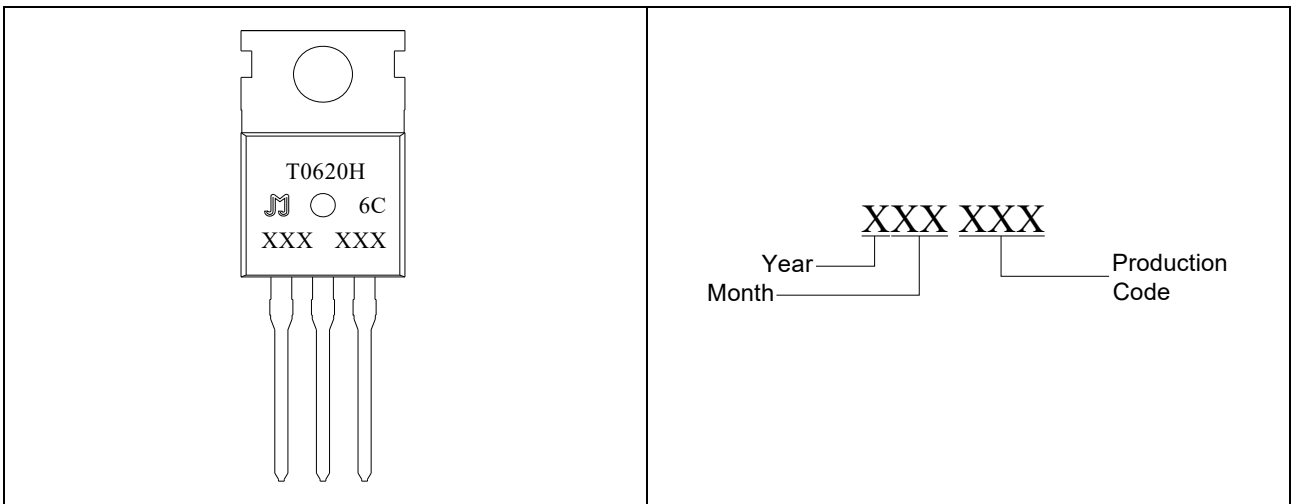 T0620H
6C
XXX XXX
XXX XXX
Year
Month
Production
Code